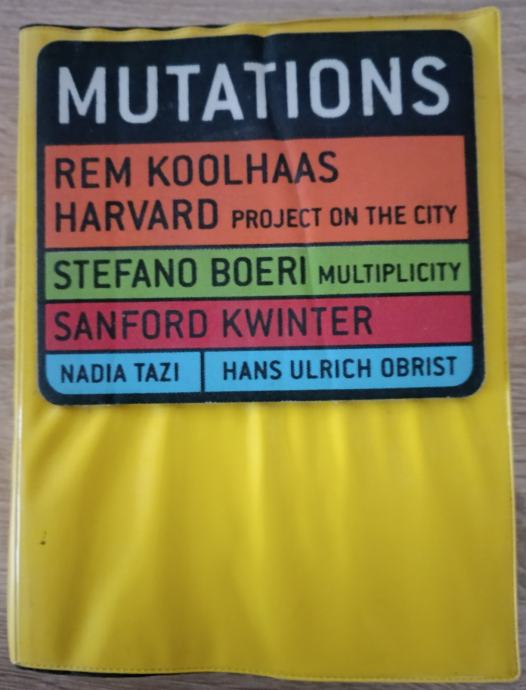 MUTATIONS
REM KOOLHAAS
HARVARD PROJECT ON THE CITY
STEFANO BOERI MULTIPLICITY
SANFORD KWINTER
NADIA TAZI
HANS ULRICH OBRIST